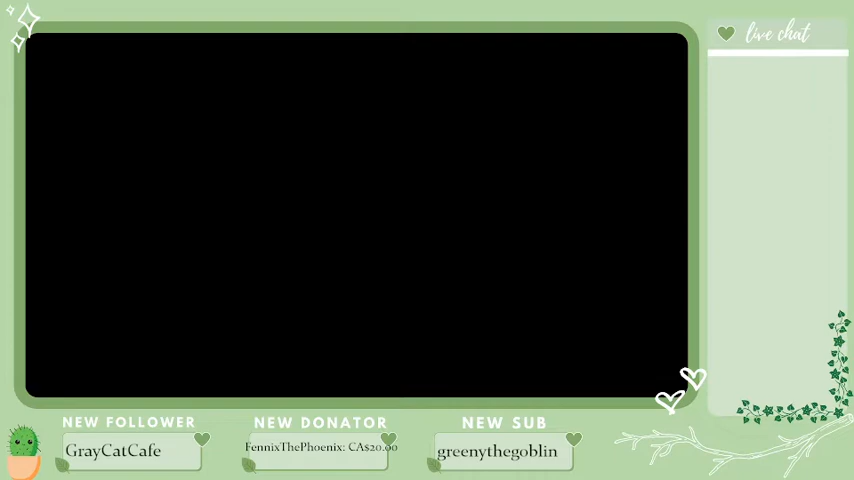 live chat
NEW FOLLOWER
GrayCatCafe
NEW DONATOR
FennixThePhoenix: CA$20.00
NEW SUB
greenythegoblin